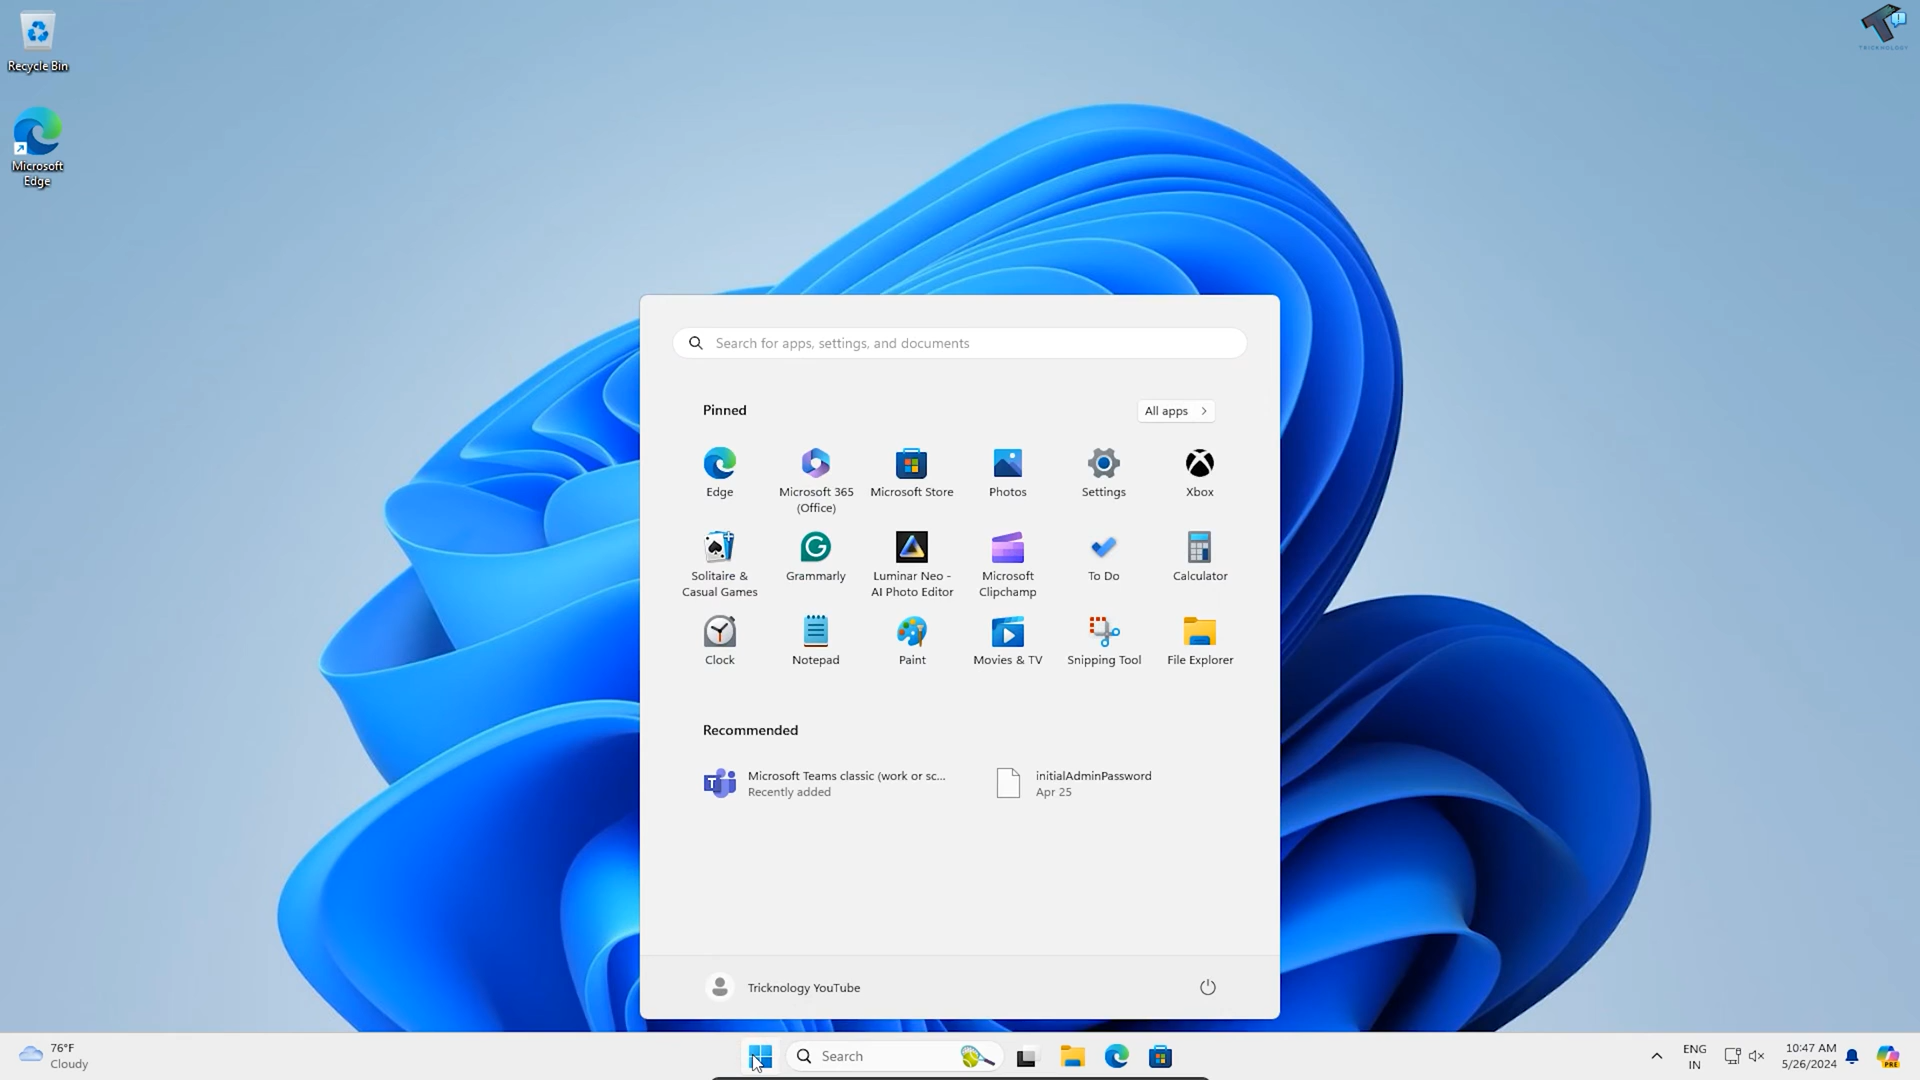 Recycle Bin
TRICKNOLOGY
Microsoft
Edge
Search for apps, settings, and documents
Pinned
All apps
Edge
Microsoft 365
(Office)
Microsoft Store
Photos
Settings
Xbox
Solitaire &
Casual Games
Grammarly
Luminar Neo -
AI Photo Editor
Microsoft
Clipchamp
To Do
Calculator
Clock
Notepad
Paint
Movies & TV
Snipping Tool
File Explorer
Recommended
Microsoft Teams classic (work or sc...
Recently added
initialAdminPassword
Apr 25
Tricknology YouTube
76°F
Cloudy
Search
ENG
IN
10:47 AM
5/26/2024
PRE